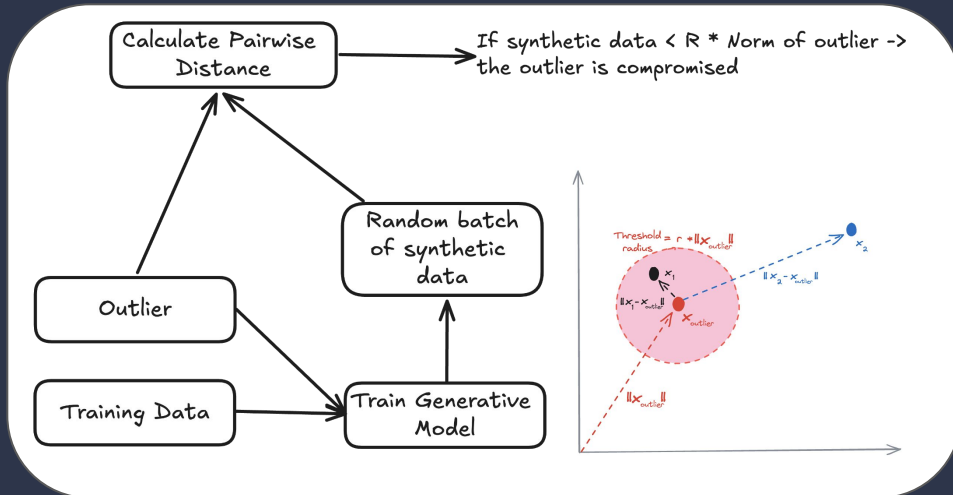 Calculate Pairwise
Distance
If synthetic data < R * Norm of outlier ->
the outlier is compromised
Random batch
of synthetic
data
Outlier
Training Data
Train Generative
Model
Threshold = r *‖x_outlier‖
radius
x₁
‖x₁-x_outlier‖
x_outlier
‖x_outlier‖
x₂
‖x₂-x_outlier‖